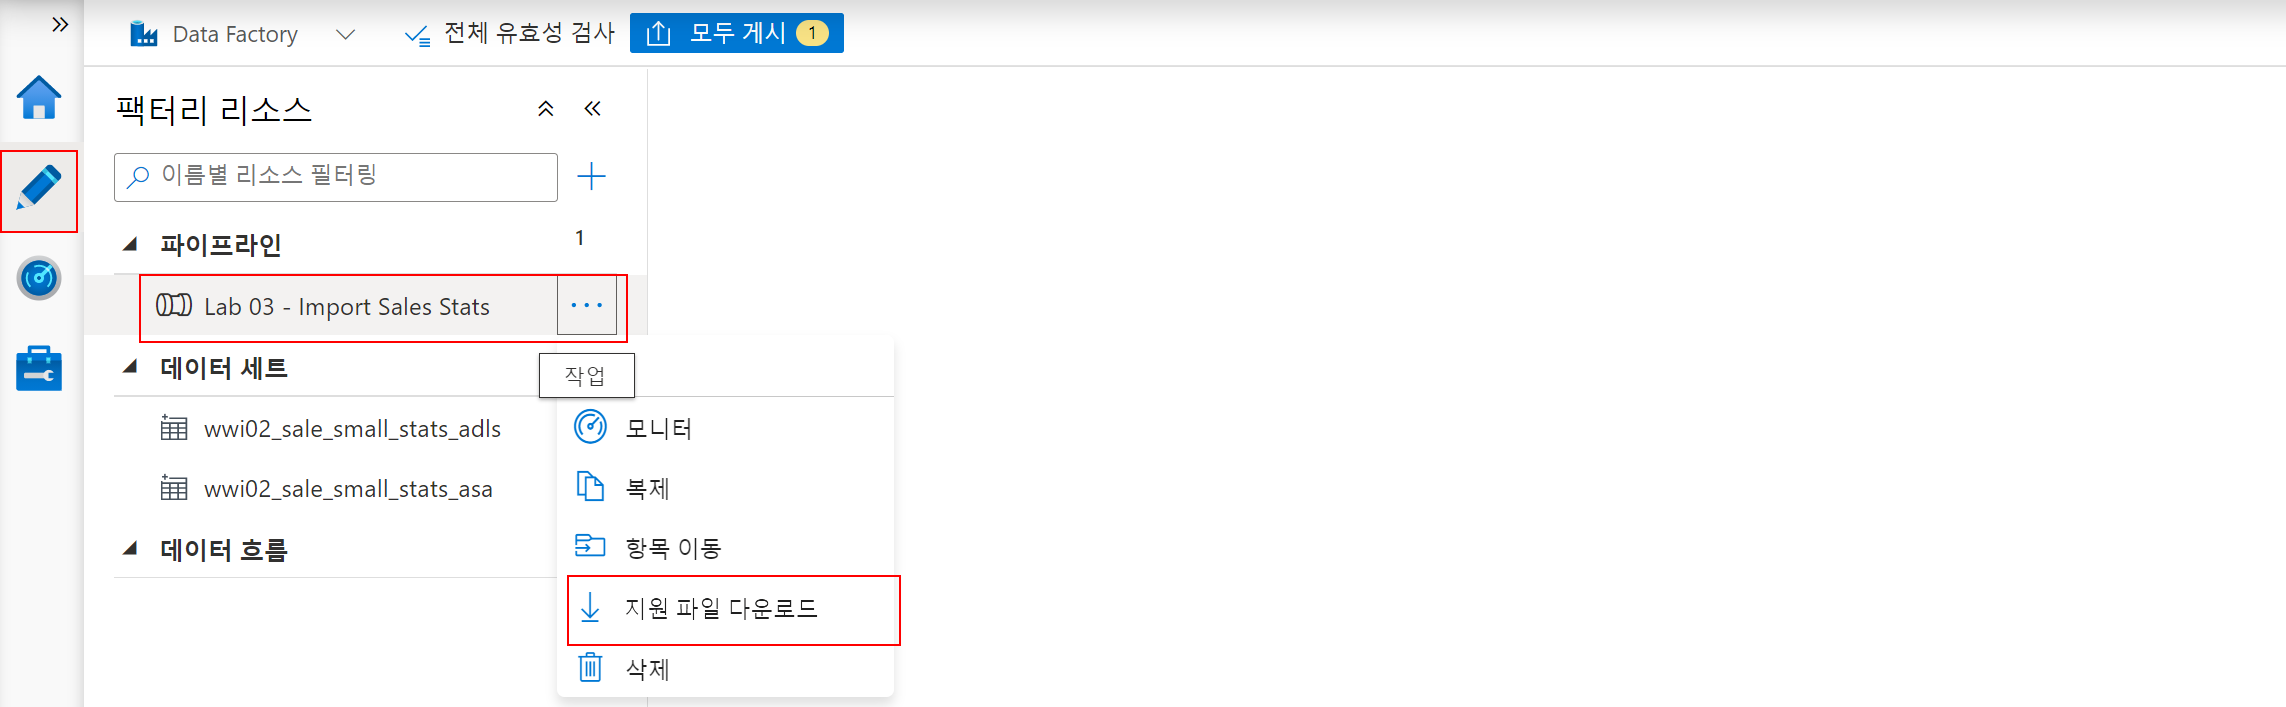 Data Factory
전체 유효성 검사
모두 게시 1
팩터리 리소스
이름별 리소스 필터링
파이프라인 1
Lab 03 - Import Sales Stats
데이터 세트
작업
wwi02_sale_small_stats_adls
wwi02_sale_small_stats_asa
데이터 흐름
모니터
복제
항목 이동
지원 파일 다운로드
삭제